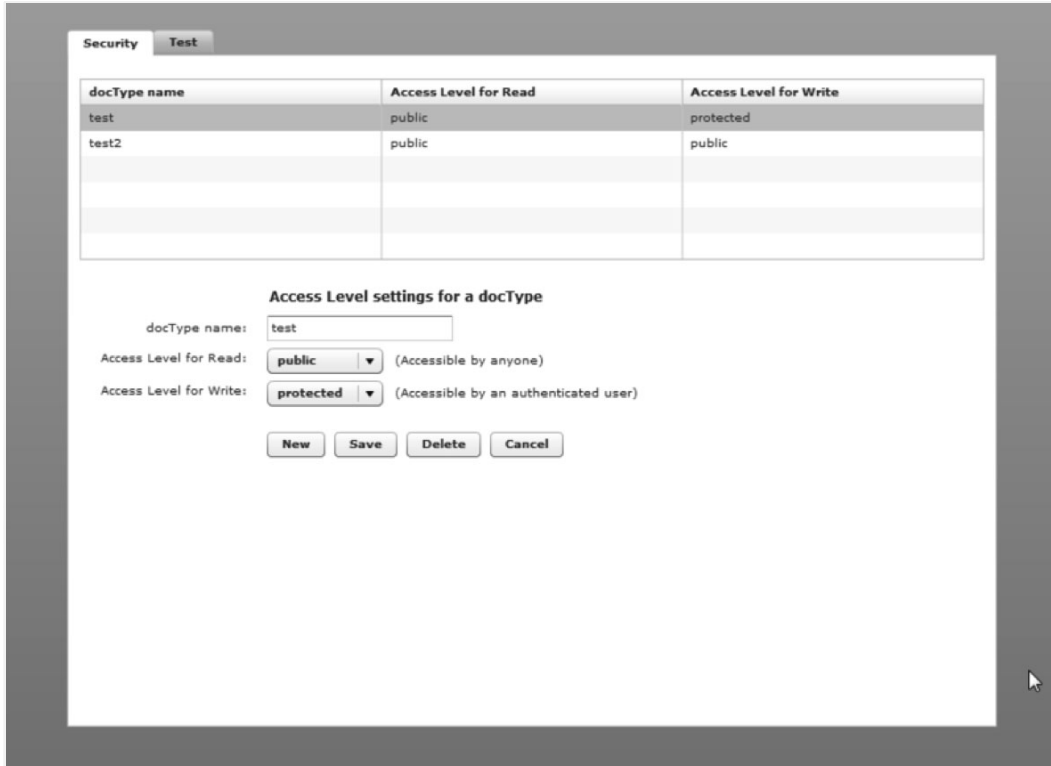 Security Test
docType name Access Level for Read Access Level for Write
test public protected
test2 public public
Access Level settings for a docType
docType name: test
Access Level for Read: public (Accessible by anyone)
Access Level for Write: protected (Accessible by an authenticated user)
New Save Delete Cancel